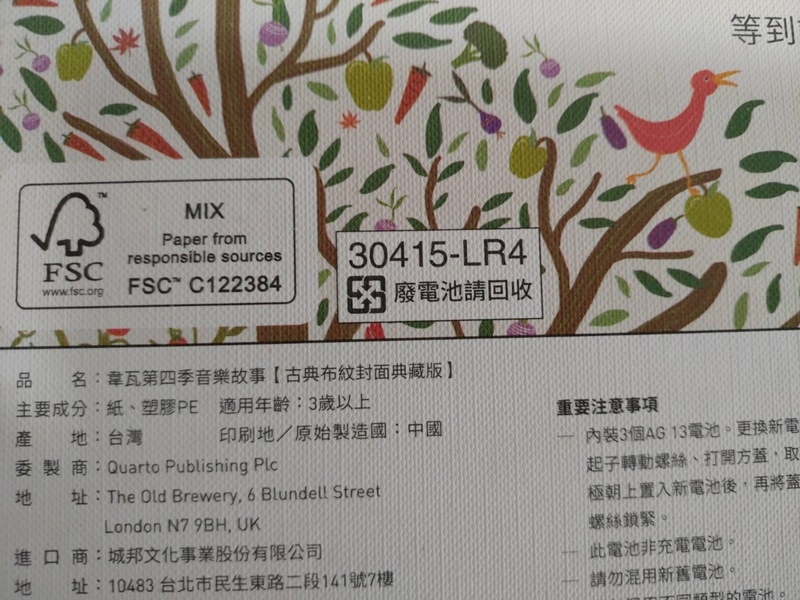 等到
MIX
Paper from
responsible sources
FSC™ C122384
FSC
www.fsc.org
30415-LR4
廢電池請回收
品 名：韋瓦第四季音樂故事【古典布紋封面典藏版】
主要成分：紙、塑膠PE 適用年齡：3歲以上
產 地：台灣 印刷地／原始製造國：中國
委 製 商：Quarto Publishing Plc
地 址：The Old Brewery, 6 Blundell Street
London N7 9BH, UK
進 口 商：城邦文化事業股份有限公司
地 址：10483 台北市民生東路二段141號7樓
重要注意事項
— 內裝3個AG 13電池。更換新電
起子轉動螺絲、打開方蓋，取
極朝上置入新電池後，再將蓋
螺絲鎖緊。
— 此電池非充電電池。
— 請勿混用新舊電池。